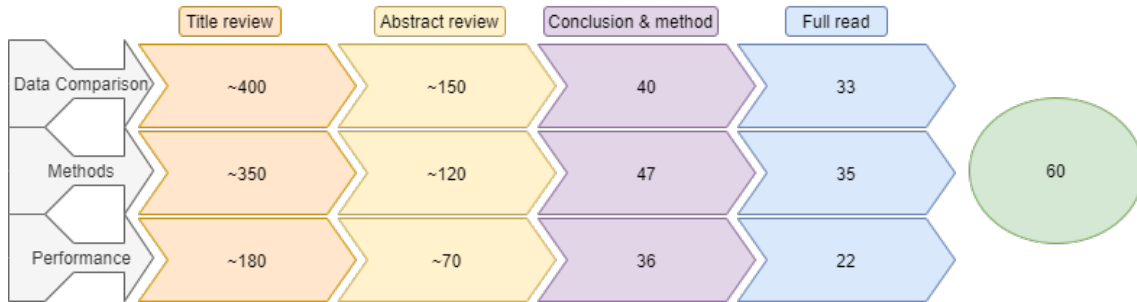 Title review Abstract review Conclusion & method Full read
Data Comparison ~400 ~150 40 33
Methods ~350 ~120 47 35 60
Performance ~180 ~70 36 22